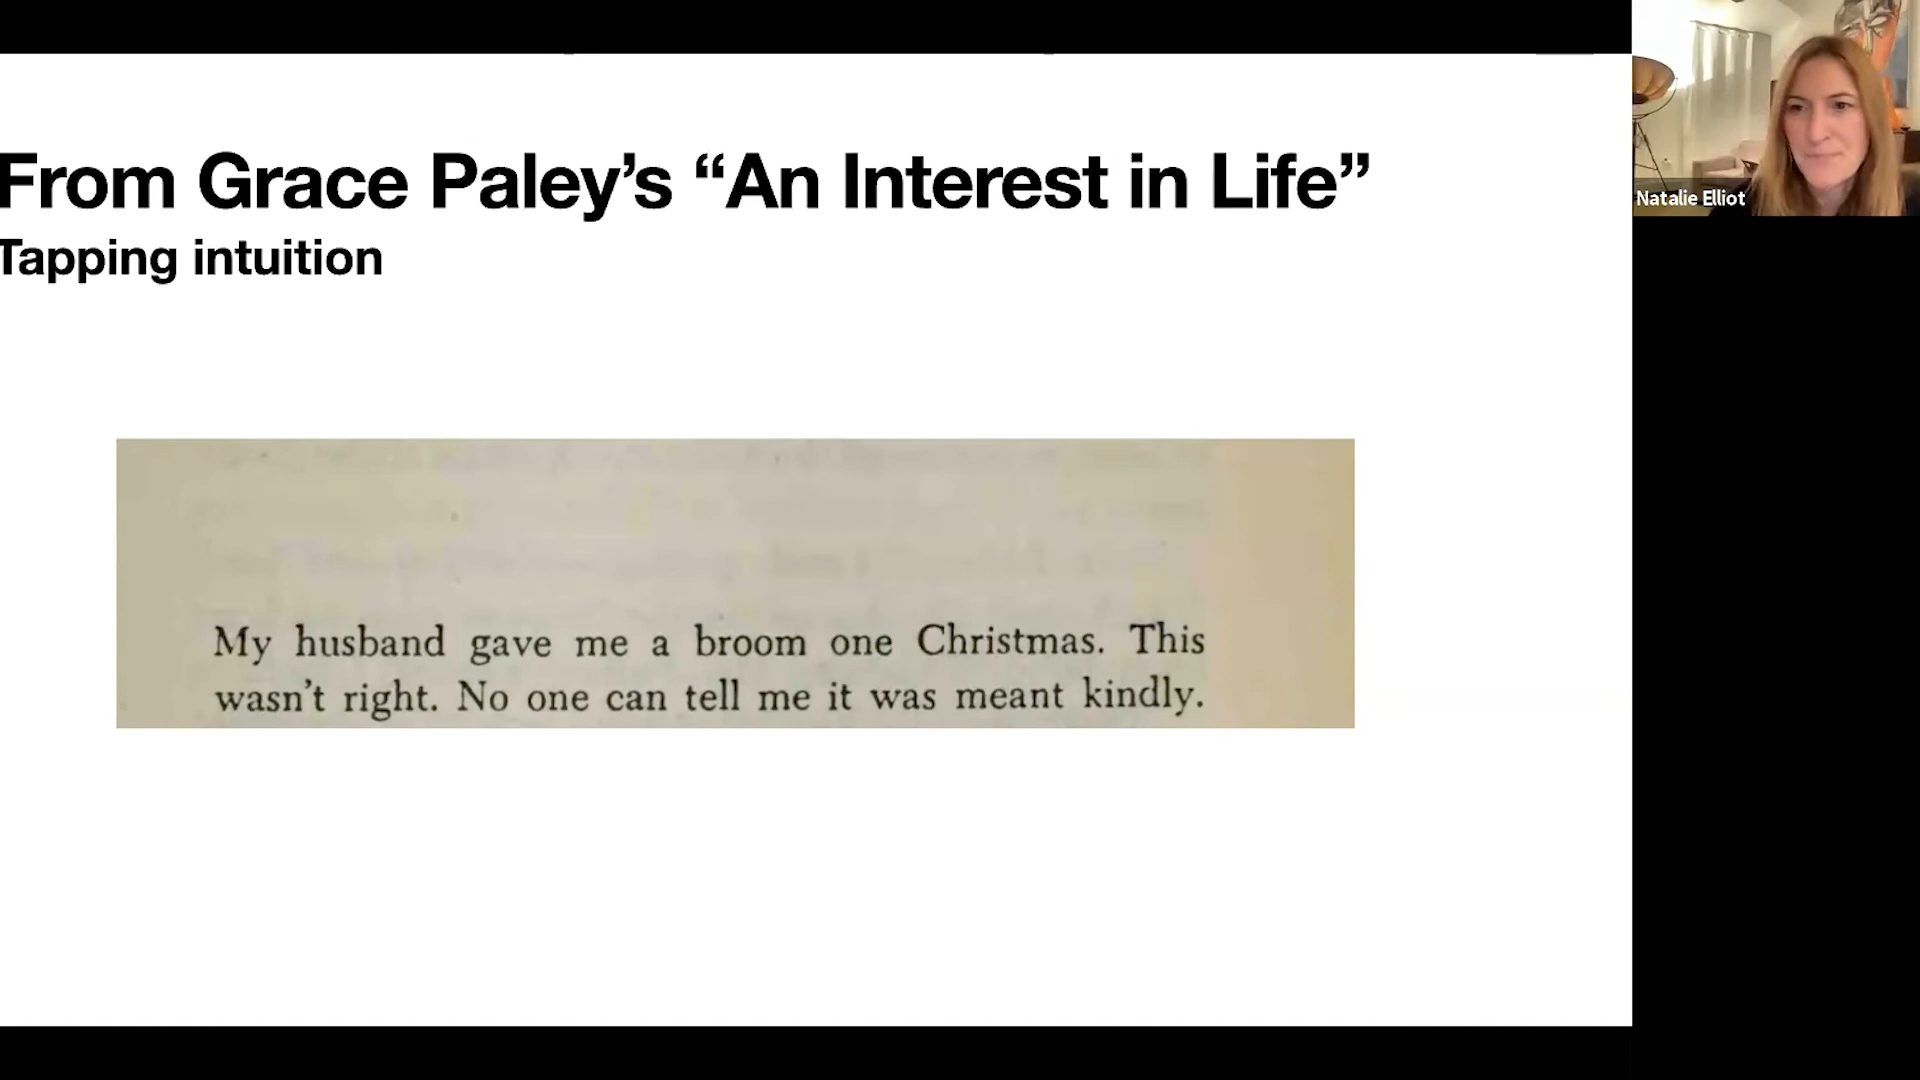 From Grace Paley’s “An Interest in Life”
Tapping intuition
My husband gave me a broom one Christmas. This
wasn't right. No one can tell me it was meant kindly.
Natalie Elliot